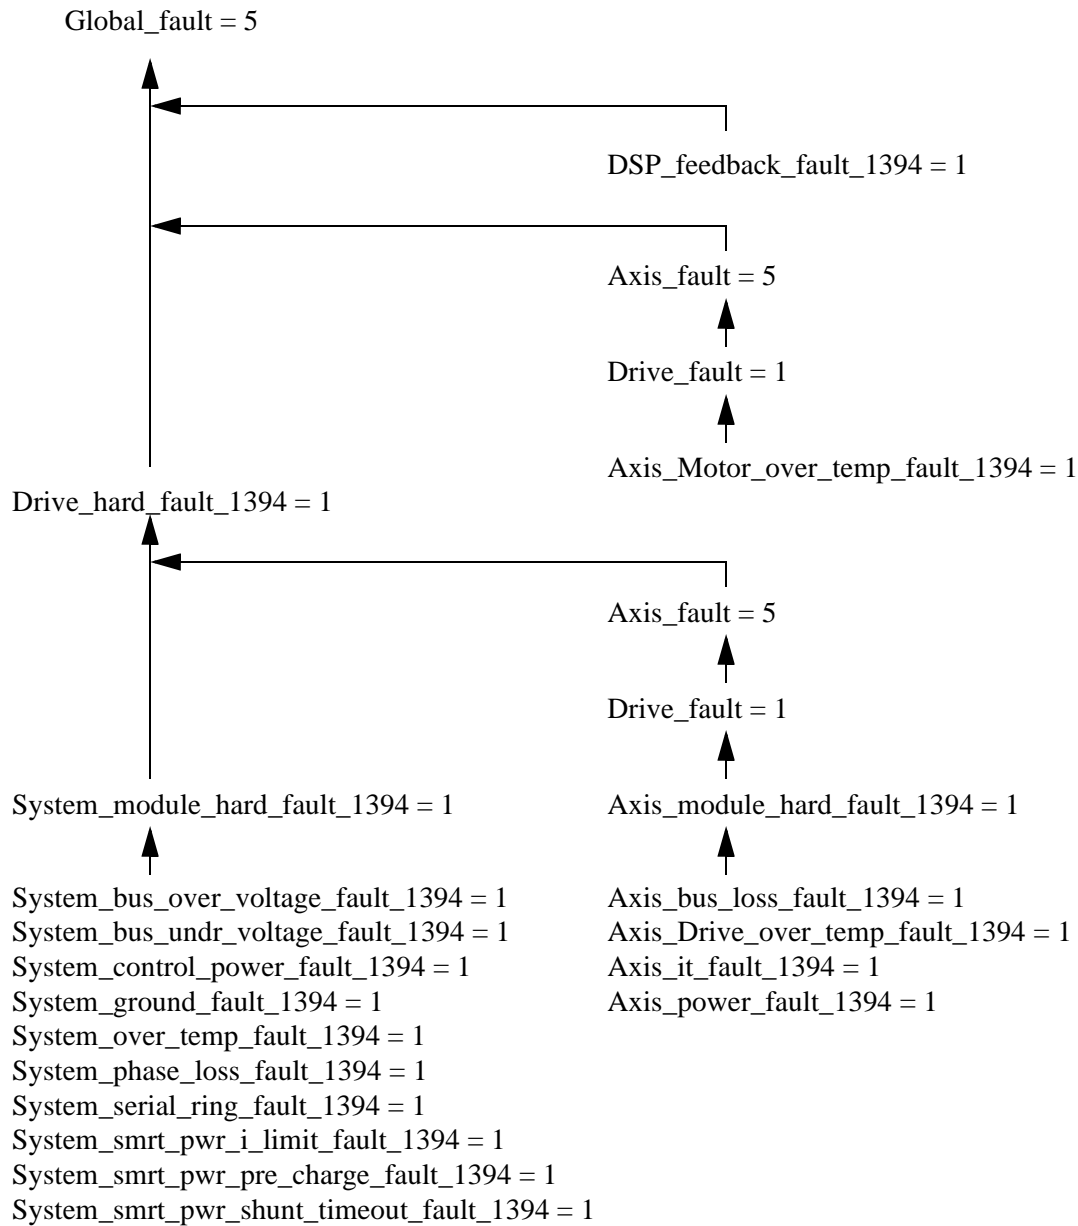 Global_fault = 5
DSP_feedback_fault_1394 = 1
Axis_fault = 5
Drive_fault = 1
Axis_Motor_over_temp_fault_1394 = 1
Drive_hard_fault_1394 = 1
Axis_fault = 5
Drive_fault = 1
System_module_hard_fault_1394 = 1
Axis_module_hard_fault_1394 = 1
System_bus_over_voltage_fault_1394 = 1
System_bus_undr_voltage_fault_1394 = 1
System_control_power_fault_1394 = 1
System_ground_fault_1394 = 1
System_over_temp_fault_1394 = 1
System_phase_loss_fault_1394 = 1
System_serial_ring_fault_1394 = 1
System_smrt_pwr_i_limit_fault_1394 = 1
System_smrt_pwr_pre_charge_fault_1394 = 1
System_smrt_pwr_shunt_timeout_fault_1394 = 1
Axis_bus_loss_fault_1394 = 1
Axis_Drive_over_temp_fault_1394 = 1
Axis_it_fault_1394 = 1
Axis_power_fault_1394 = 1